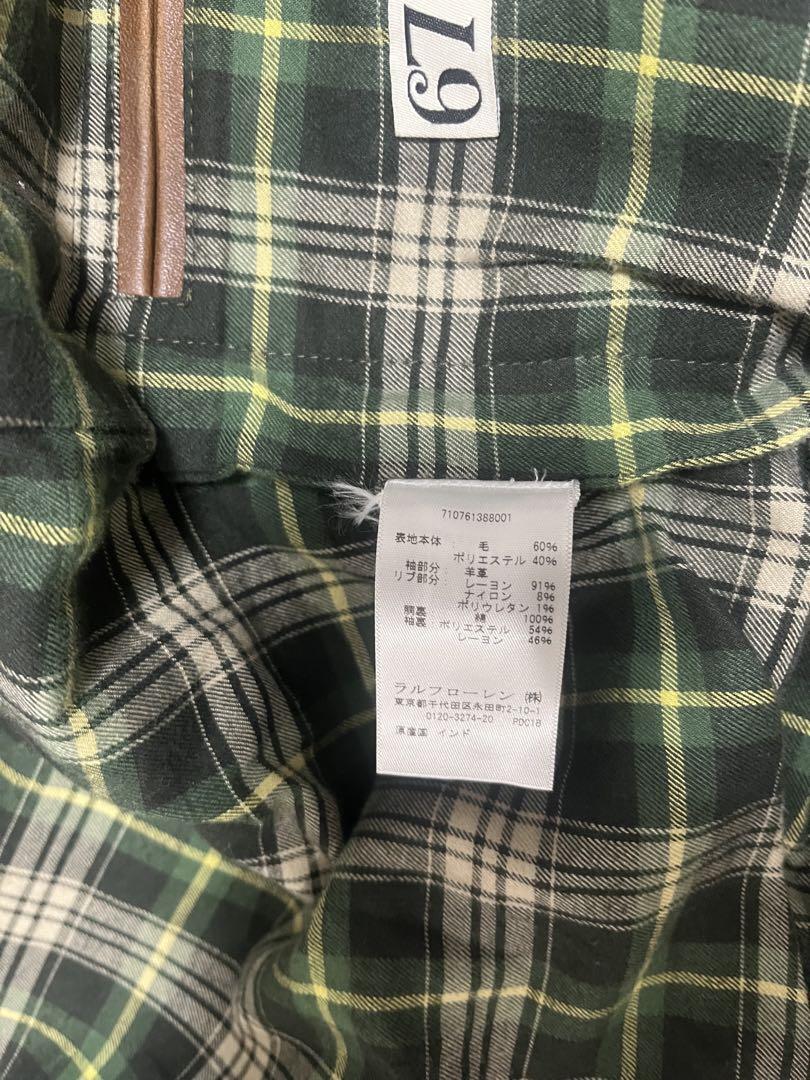 67
710761388001
表地本体 毛 60%
ポリエステル 40%
袖部分: 羊革
リブ部分: レーヨン 91%
ナイロン 8%
ポリウレタン 1%
胴裏 綿 100%
袖裏 ポリエステル 54%
レーヨン 46%
ラルフローレン (株)
東京都千代田区永田町2-10-1
0120-3274-20 PDC18
原産国 インド